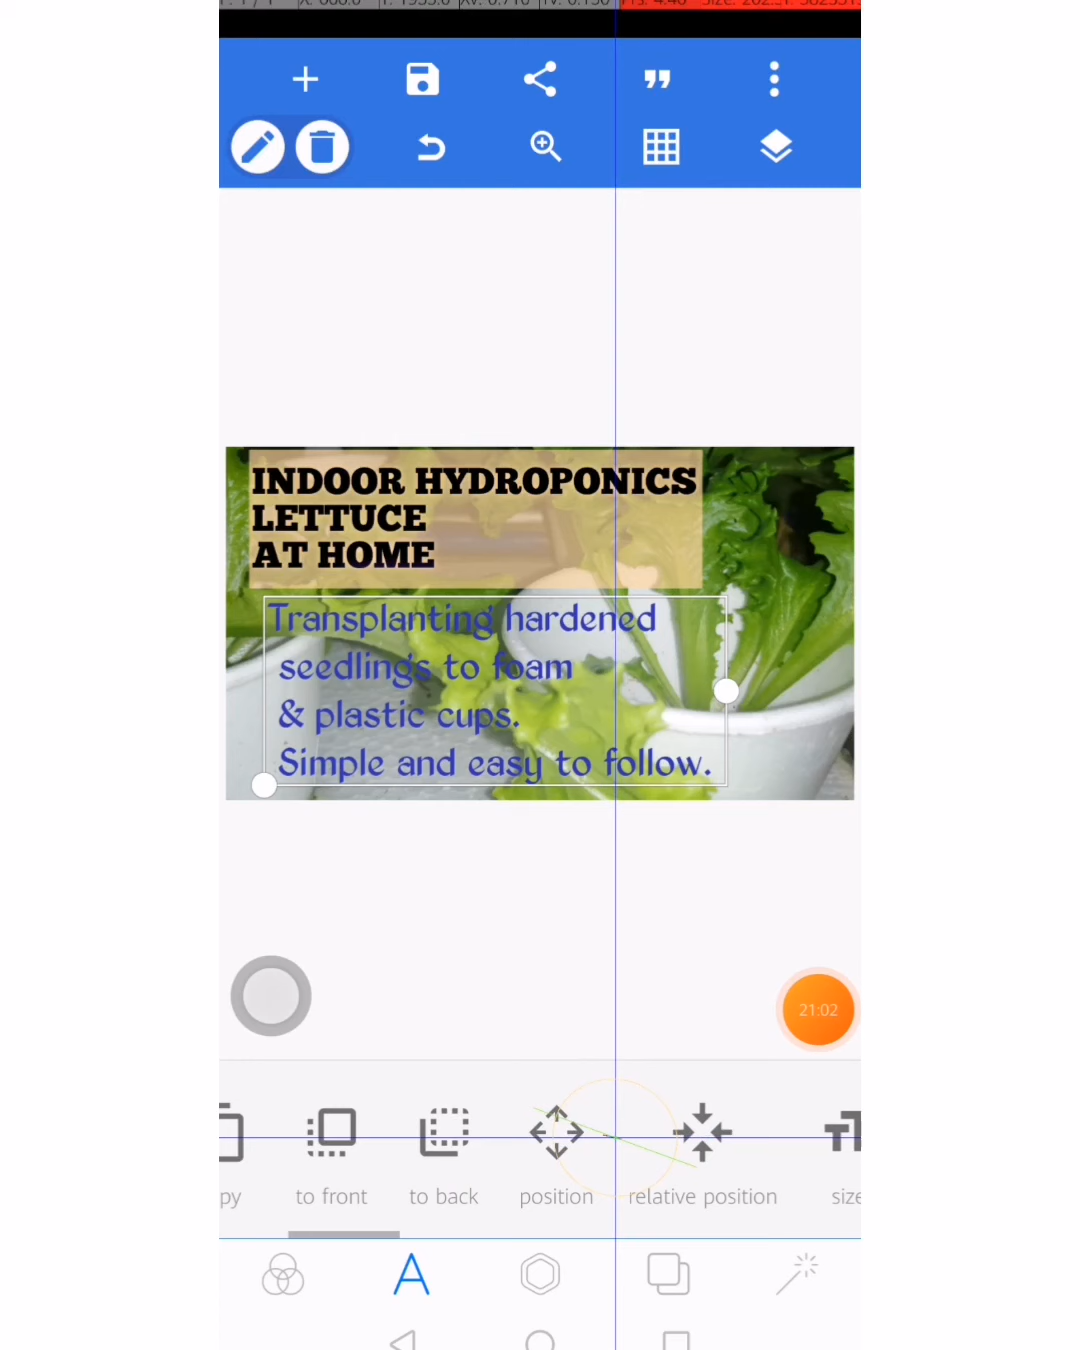 INDOOR HYDROPONICS
LETTUCE
AT HOME
Transplanting hardened
seedlings to foam
& plastic cups.
Simple and easy to follow.
21:02
py
to front
to back
position
relative position
size